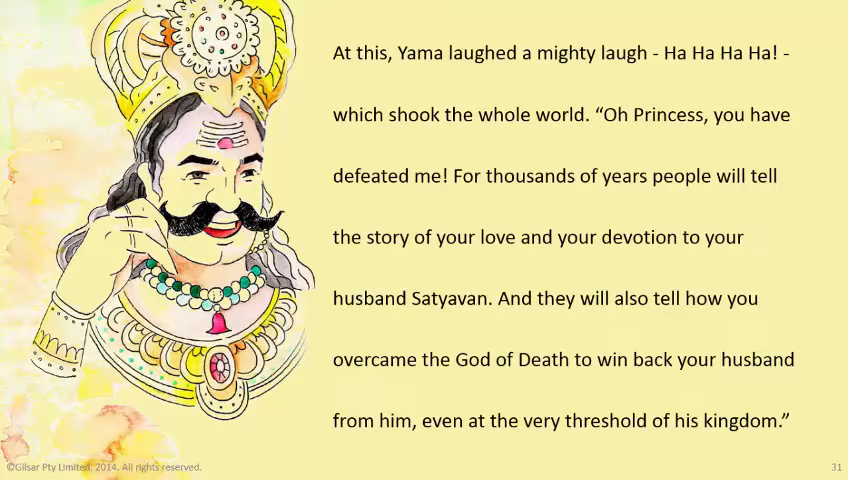 At this, Yama laughed a mighty laugh - Ha Ha Ha Ha! -
which shook the whole world. “Oh Princess, you have
defeated me! For thousands of years people will tell
the story of your love and your devotion to your
husband Satyavan. And they will also tell how you
overcame the God of Death to win back your husband
from him, even at the very threshold of his kingdom.”
©Gilsar Pty Limited, 2014. All rights reserved.
31